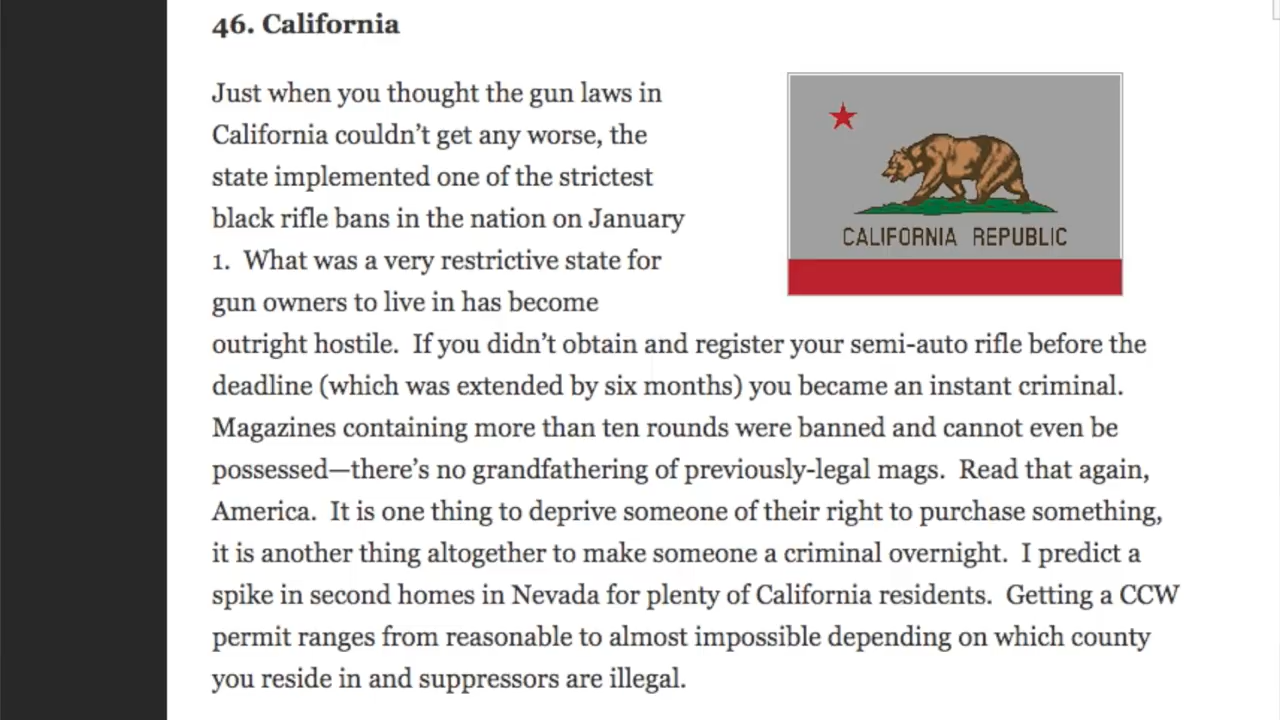 46. California
Just when you thought the gun laws in
California couldn’t get any worse, the
state implemented one of the strictest
black rifle bans in the nation on January
1.  What was a very restrictive state for
gun owners to live in has become
CALIFORNIA REPUBLIC
outright hostile.  If you didn’t obtain and register your semi-auto rifle before the
deadline (which was extended by six months) you became an instant criminal.
Magazines containing more than ten rounds were banned and cannot even be
possessed—there’s no grandfathering of previously-legal mags.  Read that again,
America.  It is one thing to deprive someone of their right to purchase something,
it is another thing altogether to make someone a criminal overnight.  I predict a
spike in second homes in Nevada for plenty of California residents.  Getting a CCW
permit ranges from reasonable to almost impossible depending on which county
you reside in and suppressors are illegal.